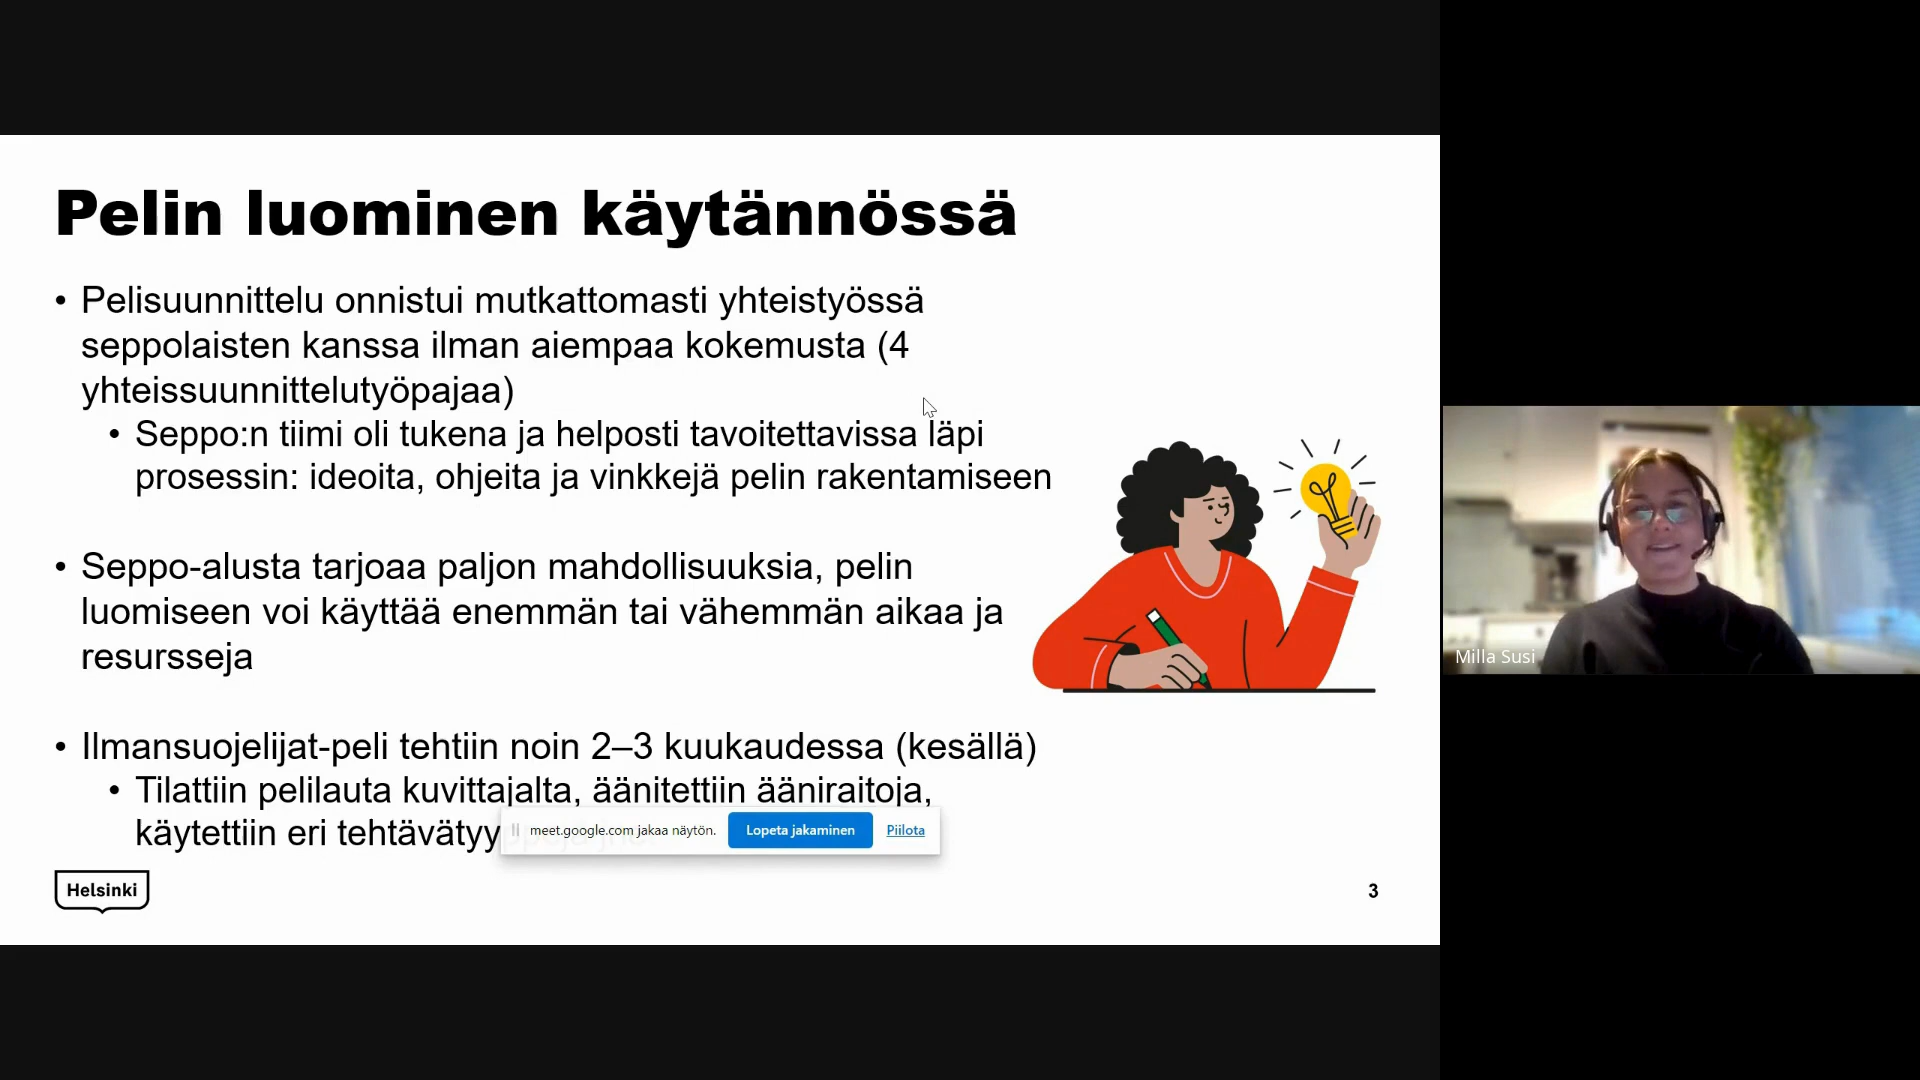 Pelin luominen käytännössä
• Pelisuunnittelu onnistui mutkattomasti yhteistyössä
seppolaisten kanssa ilman aiempaa kokemusta (4
yhteissuunnittelutyöpajaa)
• Seppo:n tiimi oli tukena ja helposti tavoitettavissa läpi
prosessin: ideoita, ohjeita ja vinkkejä pelin rakentamiseen
• Seppo-alusta tarjoaa paljon mahdollisuuksia, pelin
luomiseen voi käyttää enemmän tai vähemmän aikaa ja
resursseja
• Ilmansuojelijat-peli tehtiin noin 2–3 kuukaudessa (kesällä)
• Tilattiin pelilauta kuvittajalta, äänitettiin ääniraitoja,
käytettiin eri
meet.google.com jakaa näytön. Lopeta jakaminen Piilota
Helsinki
3
Milla Susi